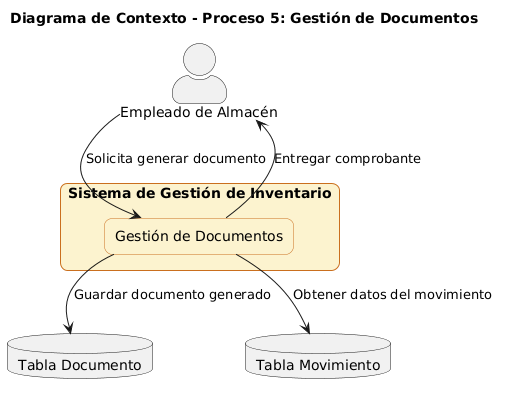 Diagrama de Contexto - Proceso 5: Gestión de Documentos
Empleado de Almacén
Solicita generar documento
Entregar comprobante
Sistema de Gestión de Inventario
Gestión de Documentos
Guardar documento generado
Obtener datos del movimiento
Tabla Documento
Tabla Movimiento